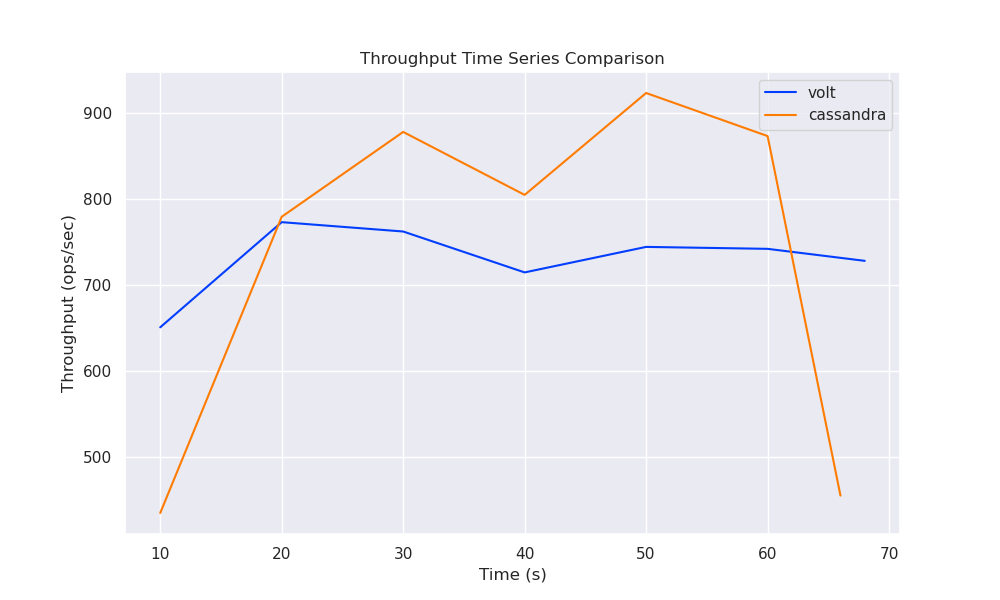 Throughput Time Series Comparison
volt
cassandra
900
800
700
600
500
Throughput (ops/sec)
10 20 30 40 50 60 70
Time (s)